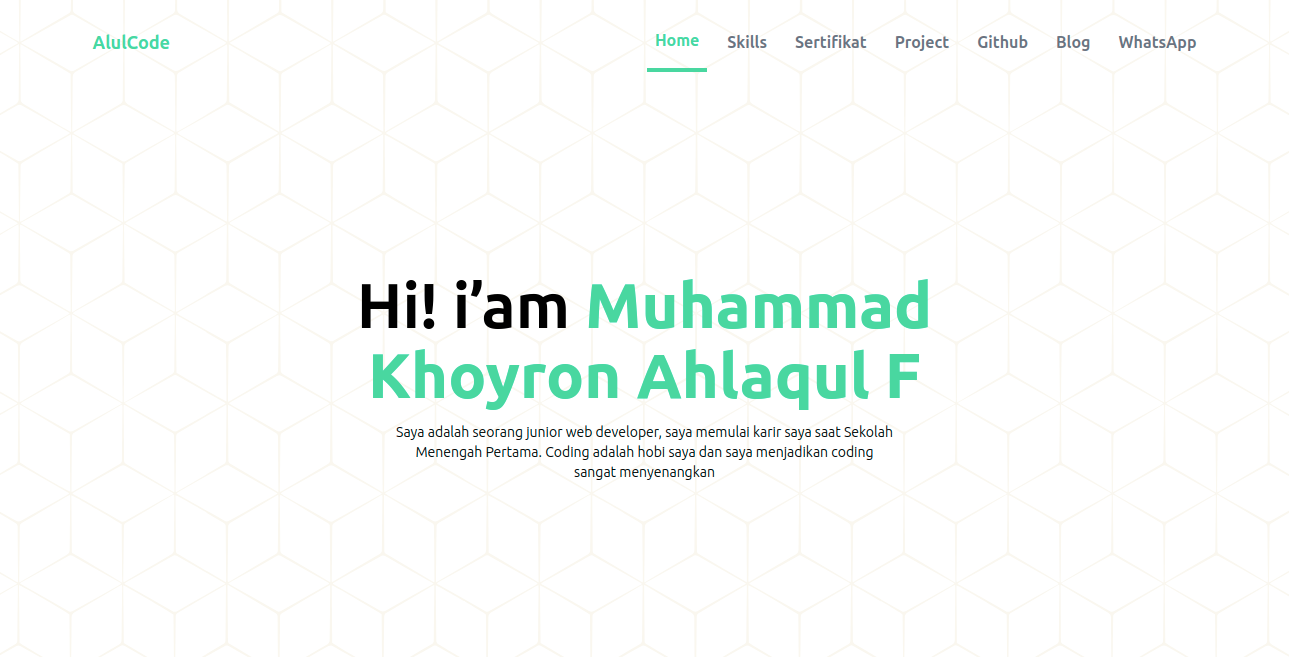 AlulCode
Home Skills Sertifikat Project Github Blog WhatsApp
Hi! i’am Muhammad
Khoyron Ahlaqul F
Saya adalah seorang junior web developer, saya memulai karir saya saat Sekolah
Menengah Pertama. Coding adalah hobi saya dan saya menjadikan coding
sangat menyenangkan